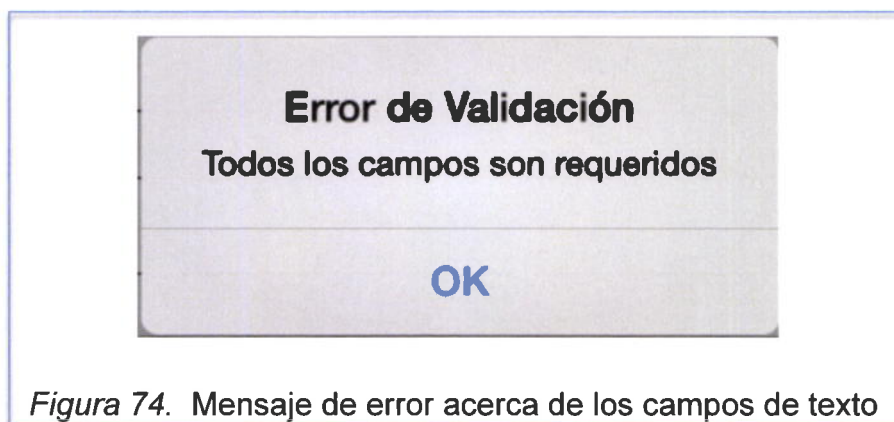 Error de Validación
Todos los campos son requeridos
OK
Figura 74. Mensaje de error acerca de los campos de texto